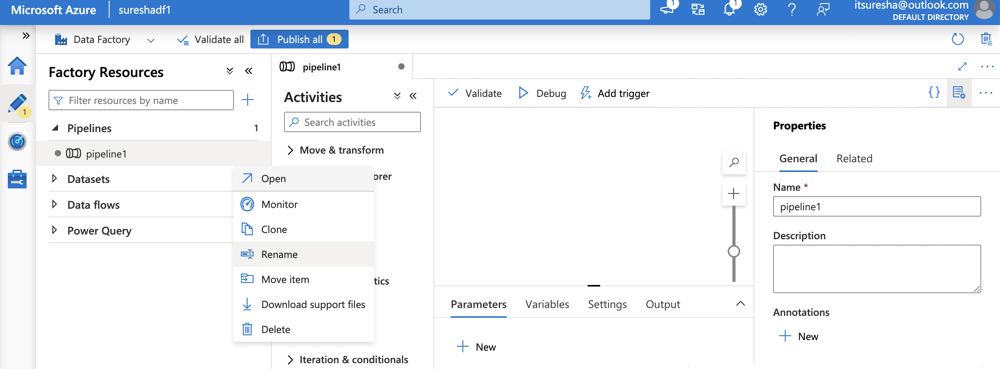 Microsoft Azure
sureshadf1
Search
1
1
itsuresha@outlook.com
DEFAULT DIRECTORY
Data Factory
Validate all
Publish all 1
1
Factory Resources
Filter resources by name
Pipelines 1
pipeline1
Datasets
Data flows
Power Query
Open
Monitor
Clone
Rename
Move item
Download support files
Delete
pipeline1
Activities
Search activities
Move & transform
orer
tics
Iteration & conditionals
Validate
Debug
Add trigger
{}
Parameters
Variables
Settings
Output
New
Properties
General
Related
Name *
pipeline1
Description
Annotations
New